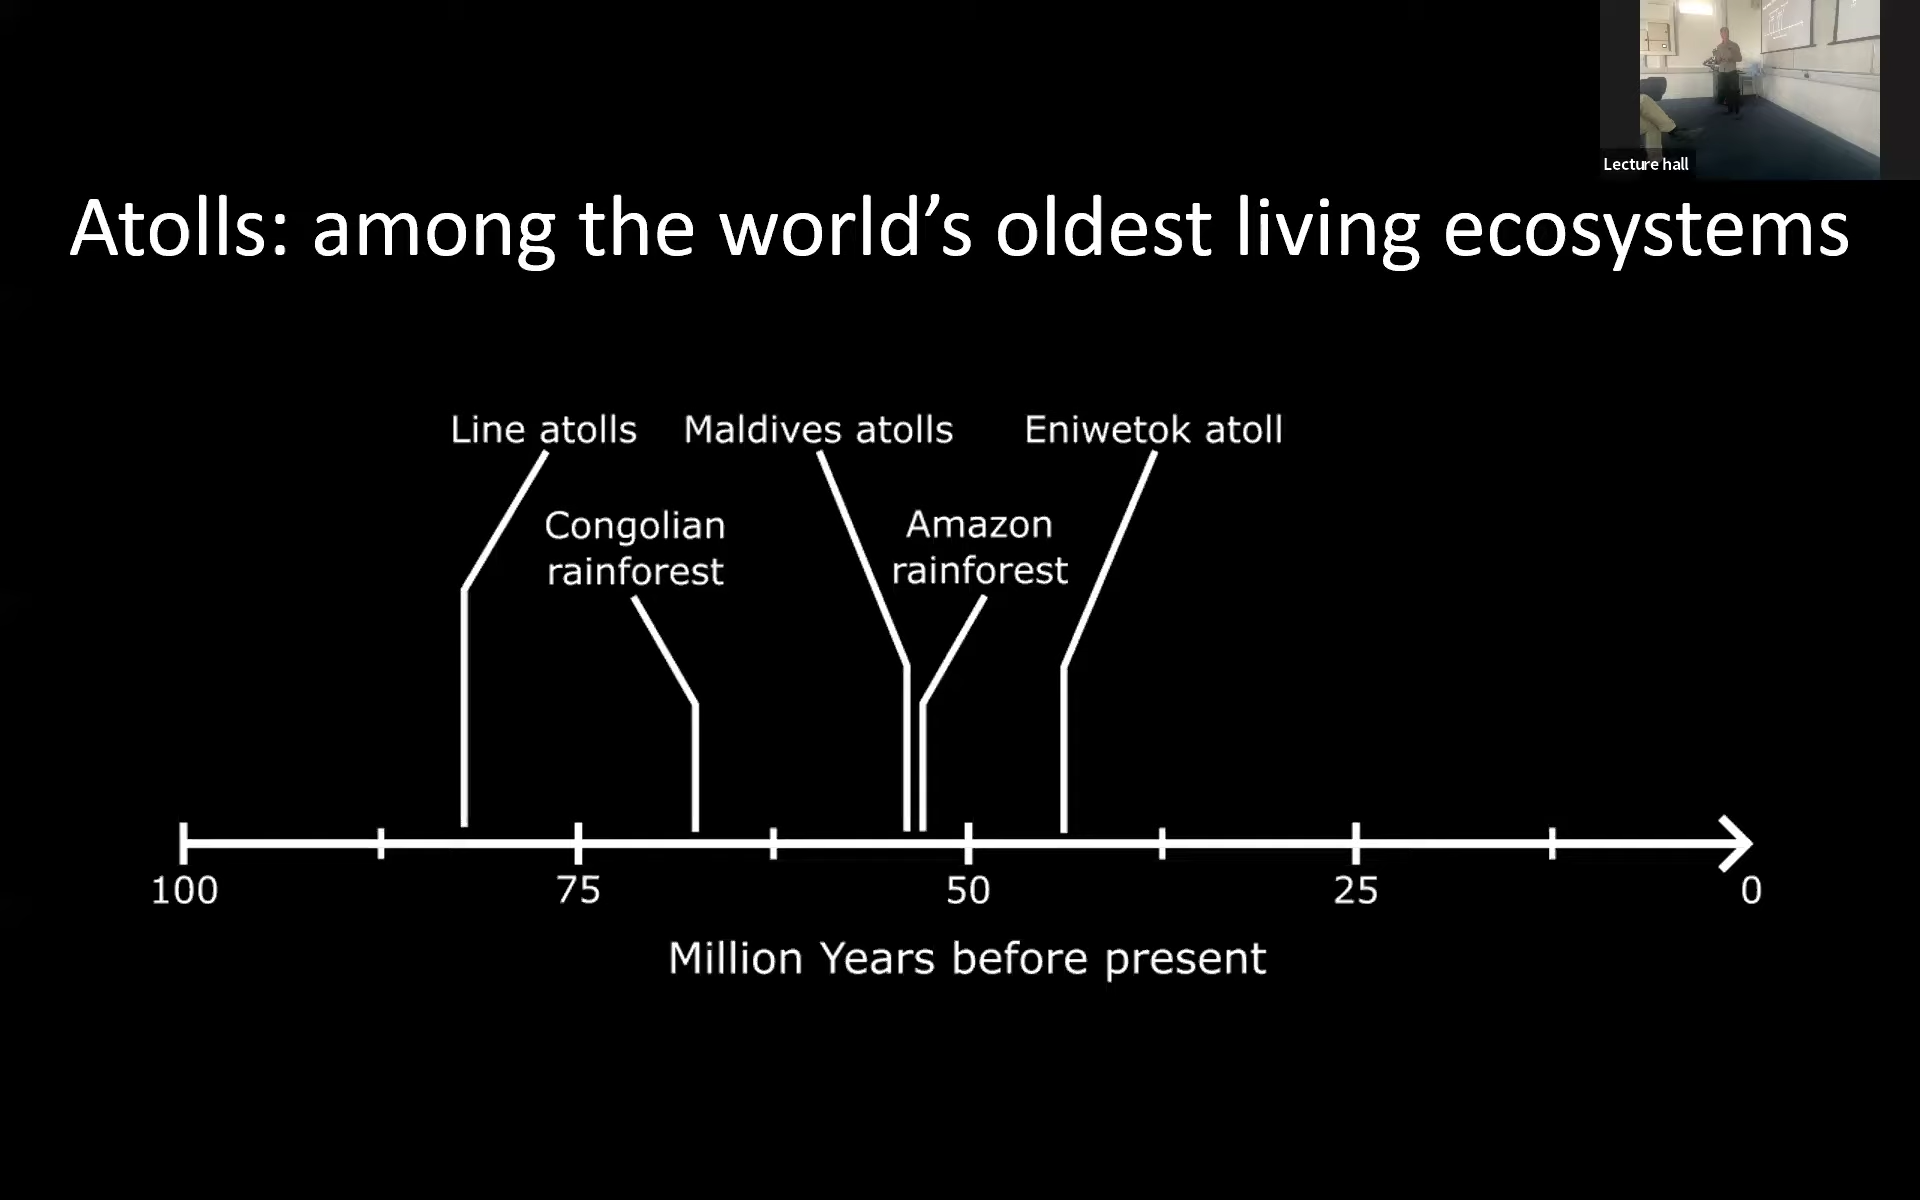 Lecture hall
Atolls: among the world’s oldest living ecosystems
Line atolls
Maldives atolls
Eniwetok atoll
Congolian
rainforest
Amazon
rainforest
100
75
50
25
0
Million Years before present